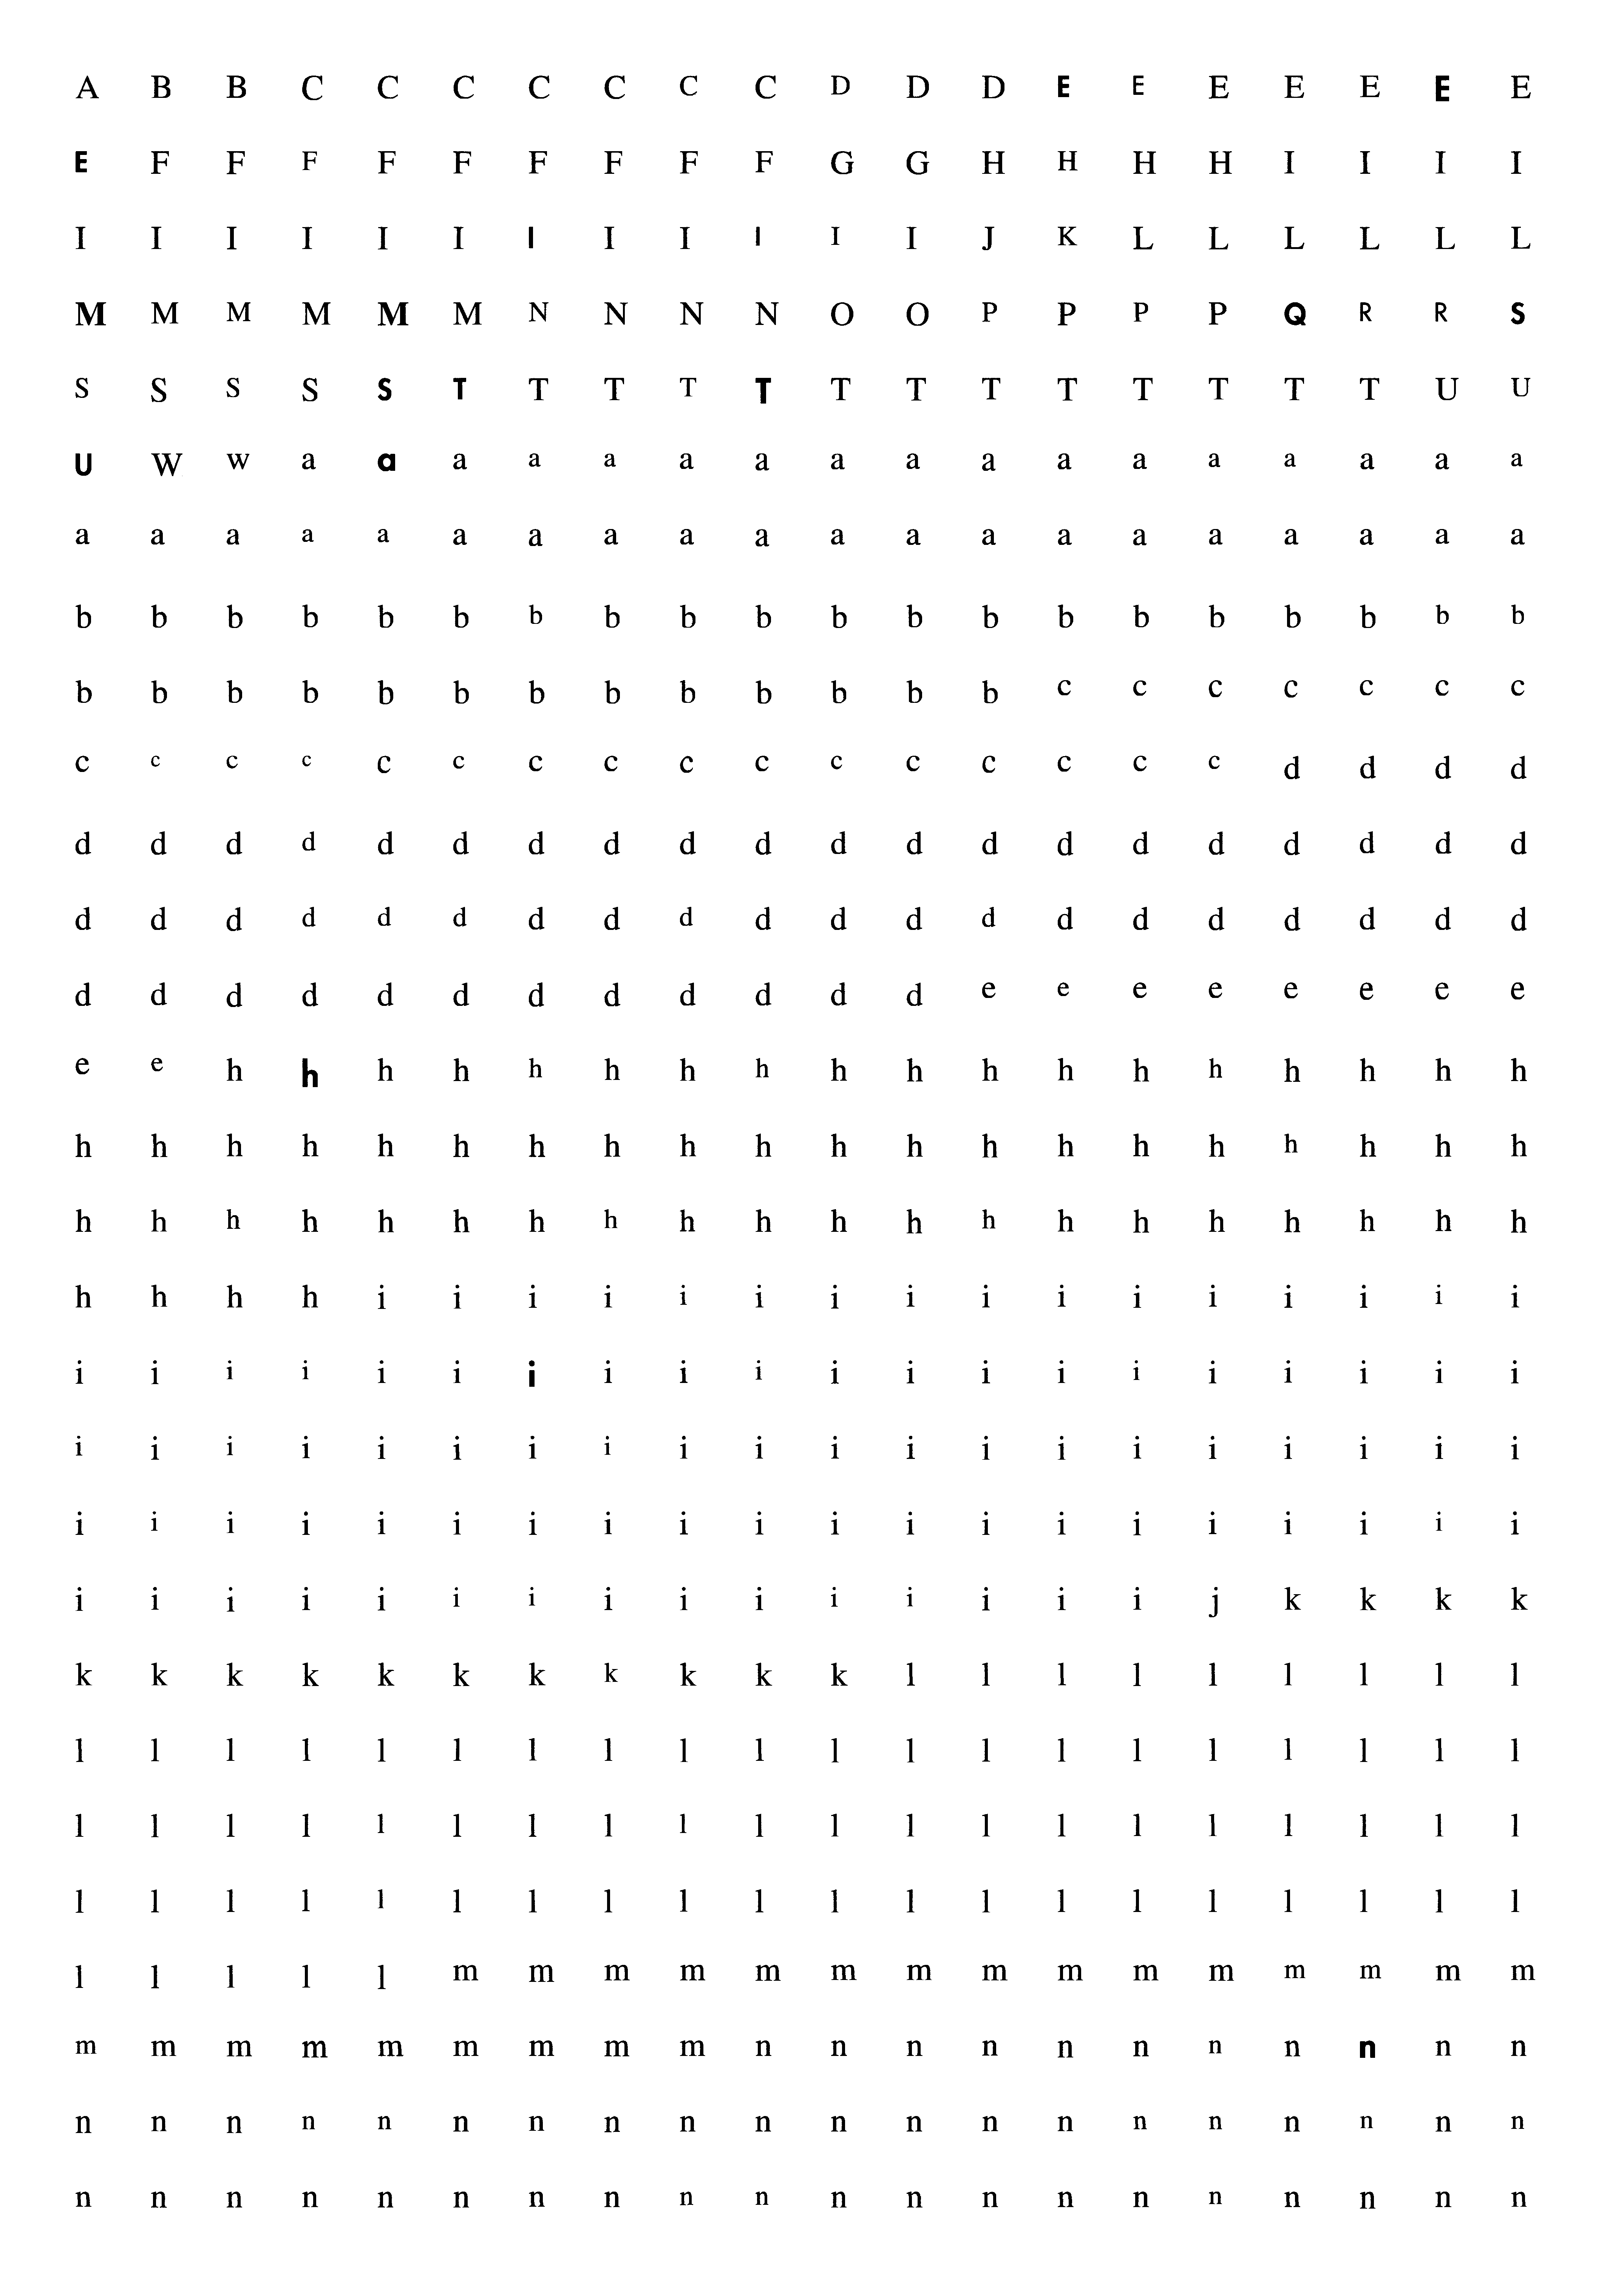 A B B C C C C C C C D D D E E E E E E E
E F F F F F F F F F G G H H H H I I I I
I I I I I I I I I I I I J K L L L L L L
M M M M M M N N N N O O P P P P Q R R S
S S S S S T T T T T T T T T T T T T U U
U W w a a a a a a a a a a a a a a a a a
a a a a a a a a a a a a a a a a a a a a
b b b b b b b b b b b b b b b b b b b b
b b b b b b b b b b b b b c c c c c c c
c c c c c c c c c c c c c c c c d d d d
d d d d d d d d d d d d d d d d d d d d
d d d d d d d d d d d d d d d d d d d d
d d d d d d d d d d d d e e e e e e e e
e e h h h h h h h h h h h h h h h h h h
h h h h h h h h h h h h h h h h h h h h
h h h h h h h h h h h h h h h h h h h h
h h h h i i i i i i i i i i i i i i i i
i i i i i i i i i i i i i i i i i i i i
i i i i i i i i i i i i i i i i i i i i
i i i i i i i i i i i i i i i i i i i i
i i i i i i i i i i i i i i i j k k k k
k k k k k k k k k k k l l l l l l l l l
l l l l l l l l l l l l l l l l l l l l
l l l l l l l l l l l l l l l l l l l l
l l l l l l l l l l l l l l l l l l l l
l l l l l m m m m m m m m m m m m m m m
m m m m m m m m m n n n n n n n n n n n
n n n n n n n n n n n n n n n n n n n n
n n n n n n n n n n n n n n n n n n n n